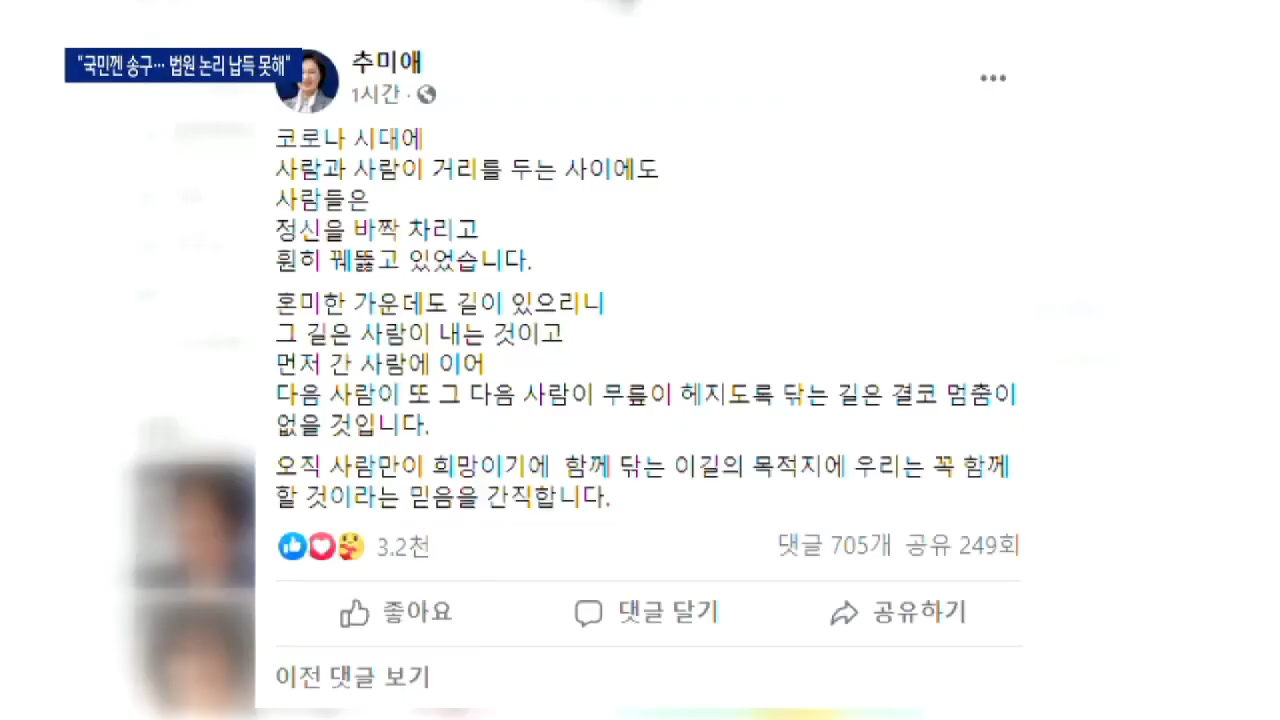 "국민껜 송구… 법원 논리 납득 못해"
추미애
1시간 ·
코로나 시대에
사람과 사람이 거리를 두는 사이에도
사람들은
정신을 바짝 차리고
훤히 꿰뚫고 있었습니다.
혼미한 가운데도 길이 있으리니
그 길은 사람이 내는 것이고
먼저 간 사람에 이어
다음 사람이 또 그 다음 사람이 무릎이 헤지도록 닦는 길은 결코 멈춤이
없을 것입니다.
오직 사람만이 희망이기에 함께 닦는 이길의 목적지에 우리는 꼭 함께
할 것이라는 믿음을 간직합니다.
3.2천 댓글 705개 공유 249회
좋아요 댓글 달기 공유하기
이전 댓글 보기